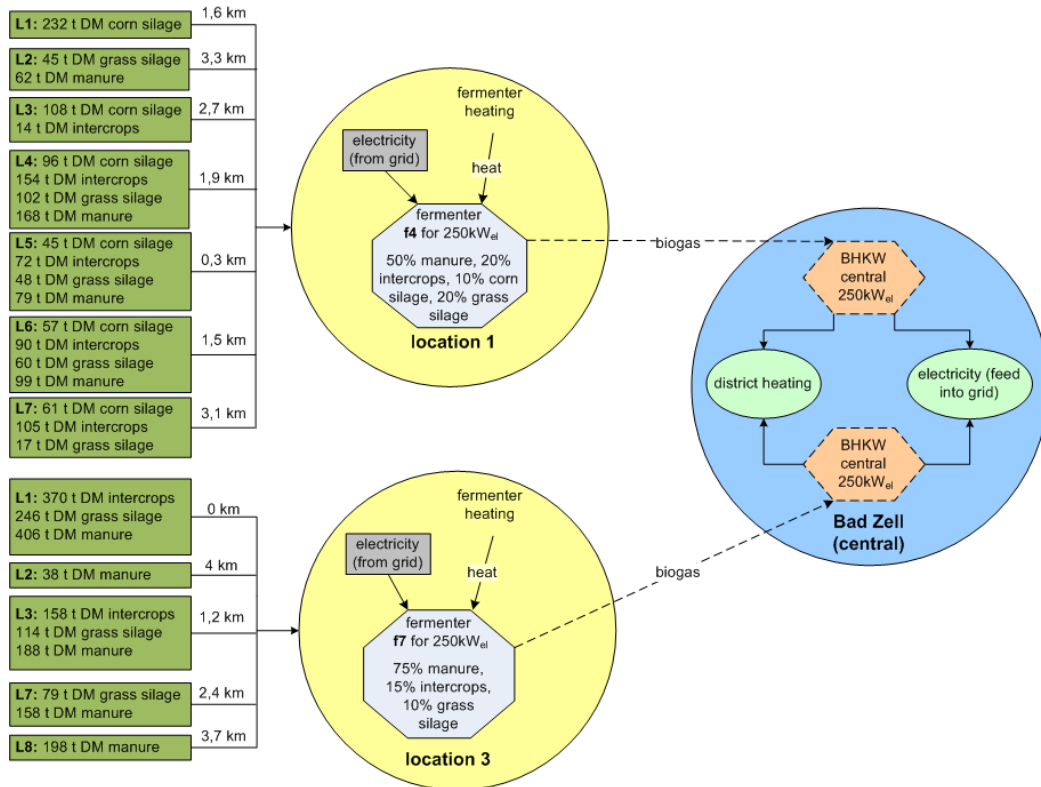 L1: 232 t DM corn silage
1,6 km
L2: 45 t DM grass silage
62 t DM manure
3,3 km
L3: 108 t DM corn silage
14 t DM intercrops
2,7 km
L4: 96 t DM corn silage
154 t DM intercrops
102 t DM grass silage
168 t DM manure
1,9 km
L5: 45 t DM corn silage
72 t DM intercrops
48 t DM grass silage
79 t DM manure
0,3 km
L6: 57 t DM corn silage
90 t DM intercrops
60 t DM grass silage
99 t DM manure
1,5 km
L7: 61 t DM corn silage
105 t DM intercrops
17 t DM grass silage
3,1 km
fermenter
heating
electricity
(from grid)
heat
fermenter
f4 for 250kWel
50% manure, 20%
intercrops, 10% corn
silage, 20% grass
silage
location 1
biogas
L1: 370 t DM intercrops
246 t DM grass silage
406 t DM manure
0 km
L2: 38 t DM manure
4 km
L3: 158 t DM intercrops
114 t DM grass silage
188 t DM manure
1,2 km
L7: 79 t DM grass silage
158 t DM manure
2,4 km
L8: 198 t DM manure
3,7 km
fermenter
heating
electricity
(from grid)
heat
fermenter
f7 for 250kWel
75% manure,
15% intercrops,
10% grass
silage
location 3
biogas
BHKW
central
250kWel
district heating
electricity (feed
into grid)
BHKW
central
250kWel
Bad Zell
(central)